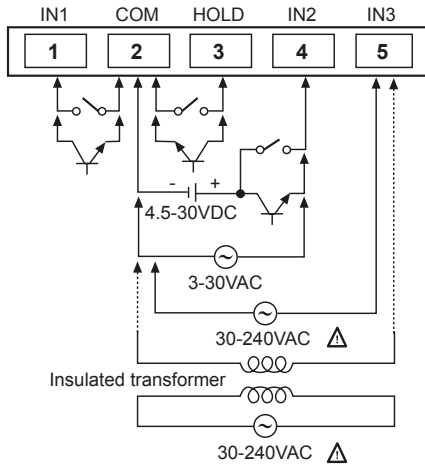 IN1 COM HOLD IN2 IN3
1 2 3 4 5
- +
4.5-30VDC
3-30VAC
30-240VAC ⚠
Insulated transformer
30-240VAC ⚠